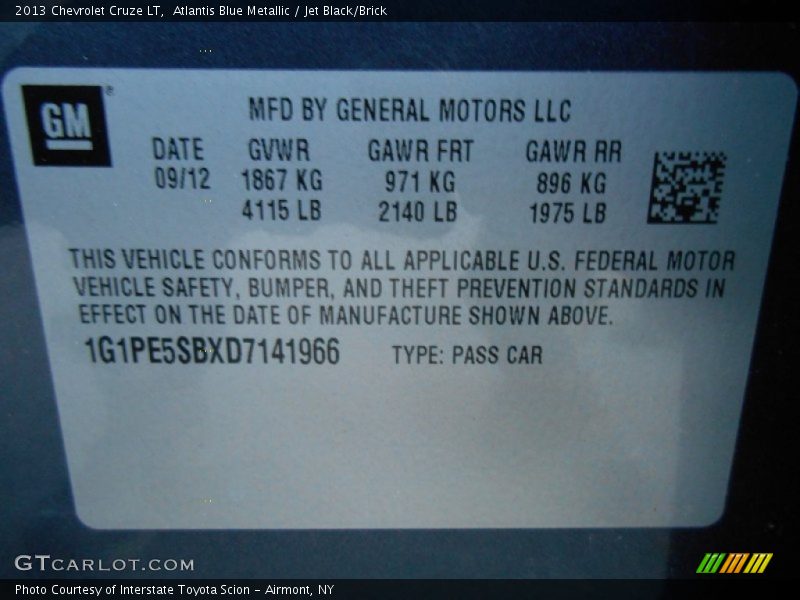 2013 Chevrolet Cruze LT,  Atlantis Blue Metallic / Jet Black/Brick
GM®
MFD BY GENERAL MOTORS LLC
DATE GVWR GAWR FRT GAWR RR
09/12 1867 KG 971 KG 896 KG
4115 LB 2140 LB 1975 LB
THIS VEHICLE CONFORMS TO ALL APPLICABLE U.S. FEDERAL MOTOR
VEHICLE SAFETY, BUMPER, AND THEFT PREVENTION STANDARDS IN
EFFECT ON THE DATE OF MANUFACTURE SHOWN ABOVE.
1G1PE5SBXD7141966 TYPE: PASS CAR
GTCARLOT.COM
Photo Courtesy of Interstate Toyota Scion - Airmont, NY